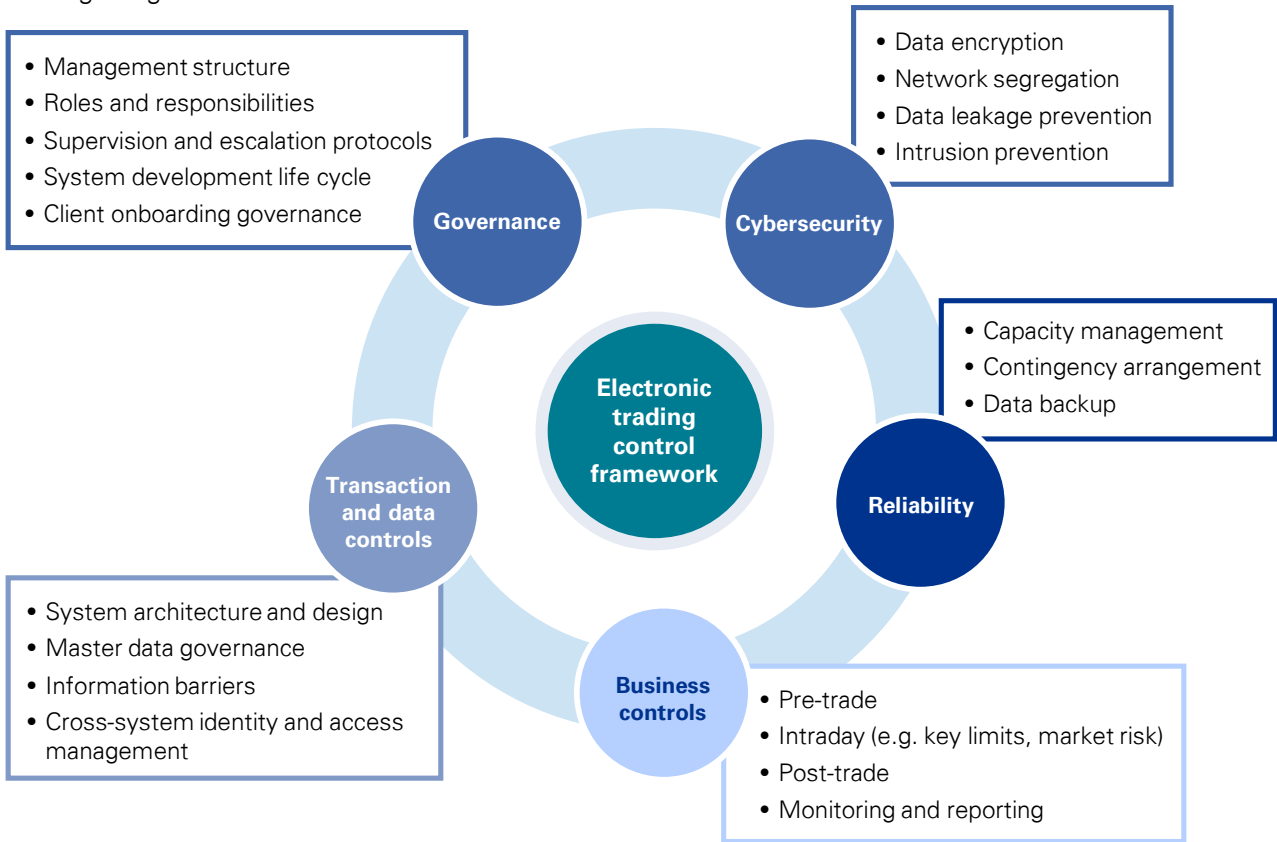 • Management structure
• Roles and responsibilities
• Supervision and escalation protocols
• System development life cycle
• Client onboarding governance
Governance
• Data encryption
• Network segregation
• Data leakage prevention
• Intrusion prevention
Cybersecurity
• Capacity management
• Contingency arrangement
• Data backup
Reliability
Electronic
trading
control
framework
Transaction
and data
controls
• System architecture and design
• Master data governance
• Information barriers
• Cross-system identity and access
management
Business
controls
• Pre-trade
• Intraday (e.g. key limits, market risk)
• Post-trade
• Monitoring and reporting